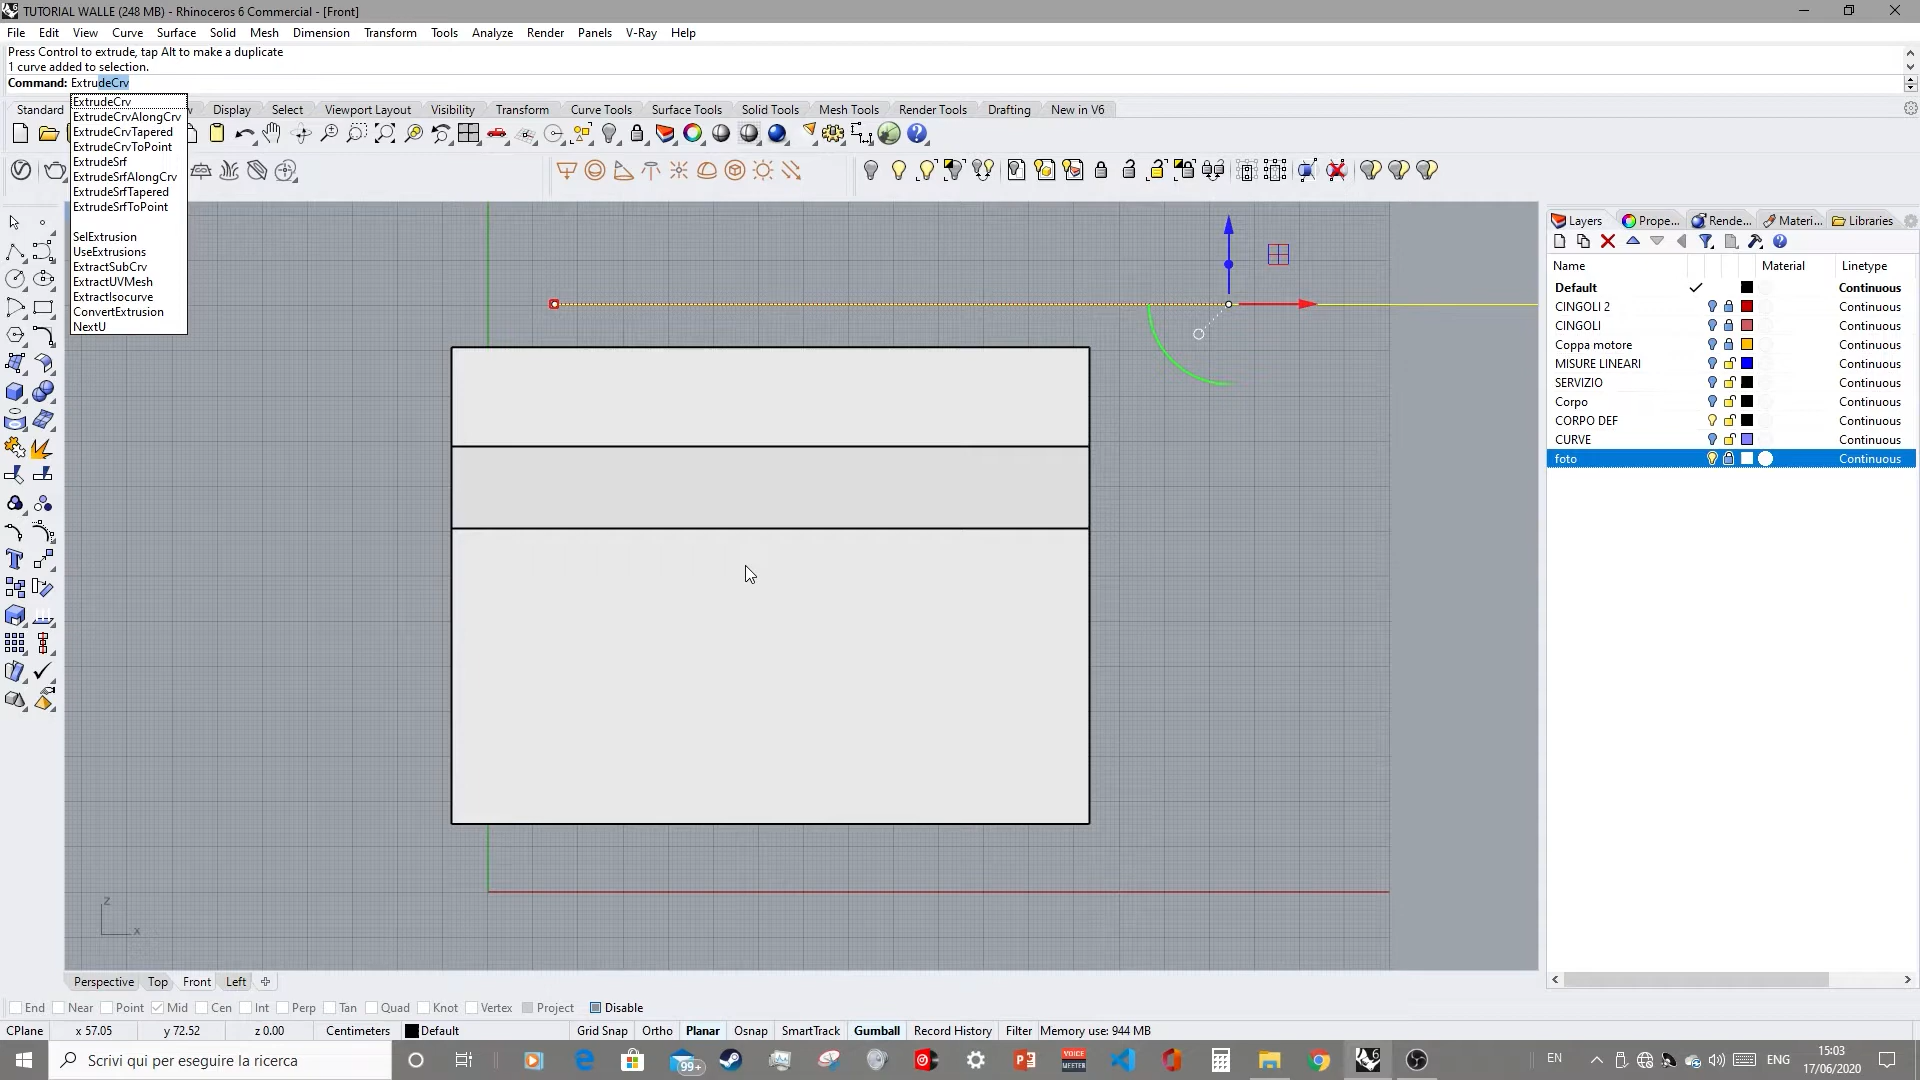 TUTORIAL WALLE (248 MB) - Rhinoceros 6 Commercial - [Front]
File Edit View Curve Surface Solid Mesh Dimension Transform Tools Analyze Render Panels V-Ray Help
Press Control to extrude, tap Alt to make a duplicate
1 curve added to selection.
Command: ExtrudeCrv
Standard Display Select Viewport Layout Visibility Transform Curve Tools Surface Tools Solid Tools Mesh Tools Render Tools Drafting New in V6
ExtrudeCrv
ExtrudeCrvAlongCrv
ExtrudeCrvTapered
ExtrudeCrvToPoint
ExtrudeSrf
ExtrudeSrfAlongCrv
ExtrudeSrfTapered
ExtrudeSrfToPoint
SelExtrusion
UseExtrusions
ExtractSubCrv
ExtractUVMesh
ExtractIsocurve
ConvertExtrusion
NextU
Layers Prope... Rende... Materi... Libraries
Name Material Linetype
Default Continuous
CINGOLI 2 Continuous
CINGOLI Continuous
Coppa motore Continuous
MISURE LINEARI Continuous
SERVIZIO Continuous
Corpo Continuous
CORPO DEF Continuous
CURVE Continuous
foto Continuous
z
x
Perspective Top Front Left
End Near Point Mid Cen Int Perp Tan Quad Knot Vertex Project Disable
CPlane x 57.05 y 72.52 z 0.00 Centimeters Default Grid Snap Ortho Planar Osnap SmartTrack Gumball Record History Filter Memory use: 944 MB
Scrivi qui per eseguire la ricerca 99+ VOICE MEETER EN ENG 15:03
17/06/2020